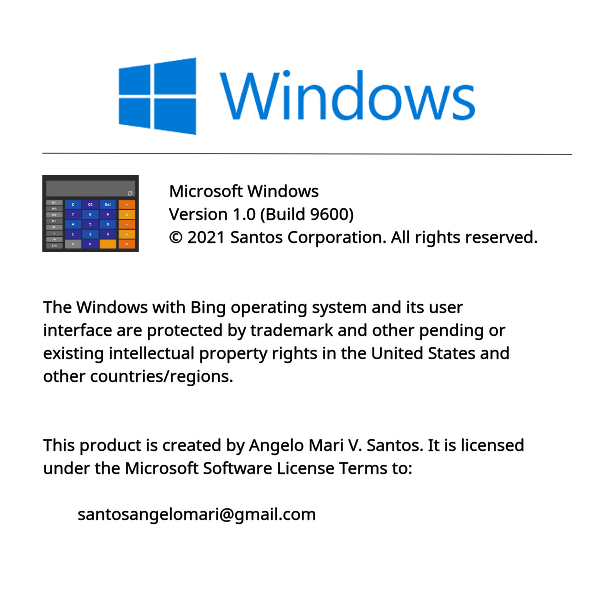 Windows
Microsoft Windows
Version 1.0 (Build 9600)
© 2021 Santos Corporation. All rights reserved.
The Windows with Bing operating system and its user
interface are protected by trademark and other pending or
existing intellectual property rights in the United States and
other countries/regions.
This product is created by Angelo Mari V. Santos. It is licensed
under the Microsoft Software License Terms to:
santosangelomari@gmail.com